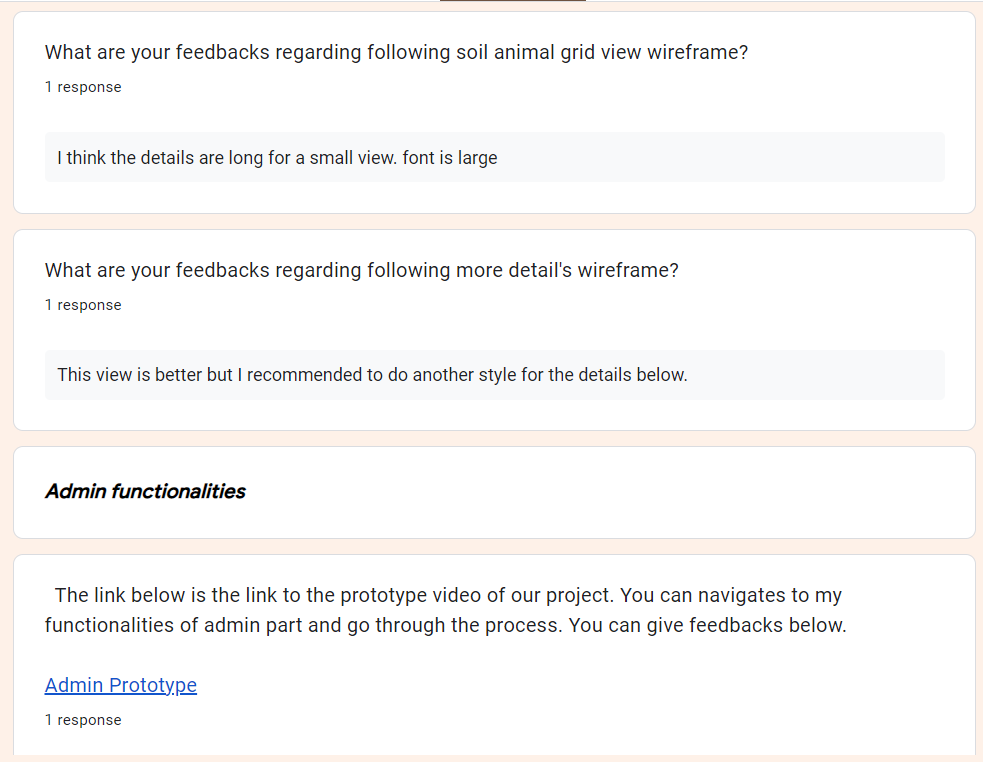 What are your feedbacks regarding following soil animal grid view wireframe?
1 response
I think the details are long for a small view. font is large
What are your feedbacks regarding following more detail's wireframe?
1 response
This view is better but I recommended to do another style for the details below.
Admin functionalities
The link below is the link to the prototype video of our project. You can navigates to my
functionalities of admin part and go through the process. You can give feedbacks below.
Admin Prototype
1 response